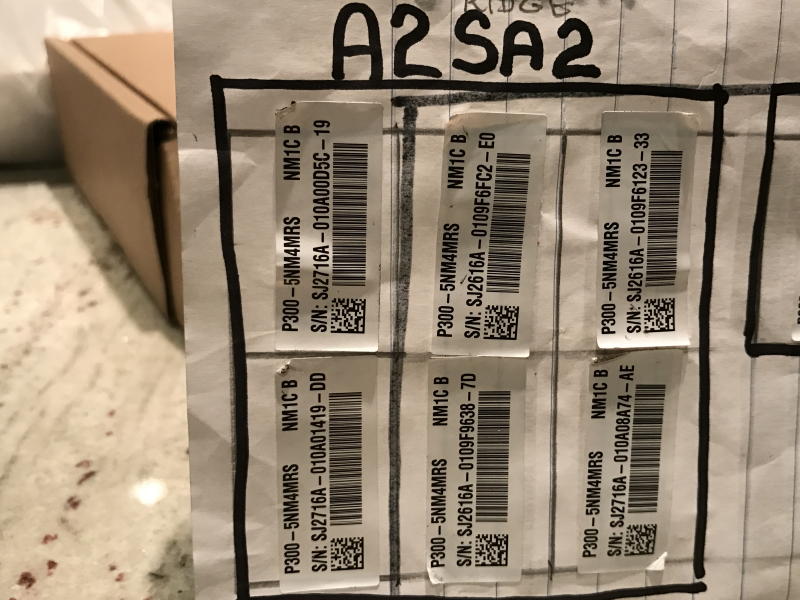 RIDGE
A2SA2
P300-5NM4MRS NM1C B
S/N: SJ2716A-010A00D5C-19
P300-5NM4MRS NM1C B
S/N: SJ2616A-0109F6FC2-E0
P300-5NM4MRS NM1C B
S/N: SJ2616A-0109F6123-33
P300-5NM4MRS NM1C B
S/N: SJ2716A-010A01419-DD
P300-5NM4MRS NM1C B
S/N: SJ2616A-0109F9638-7D
P300-5NM4MRS NM1C B
S/N: SJ2716A-010A08A74-AE